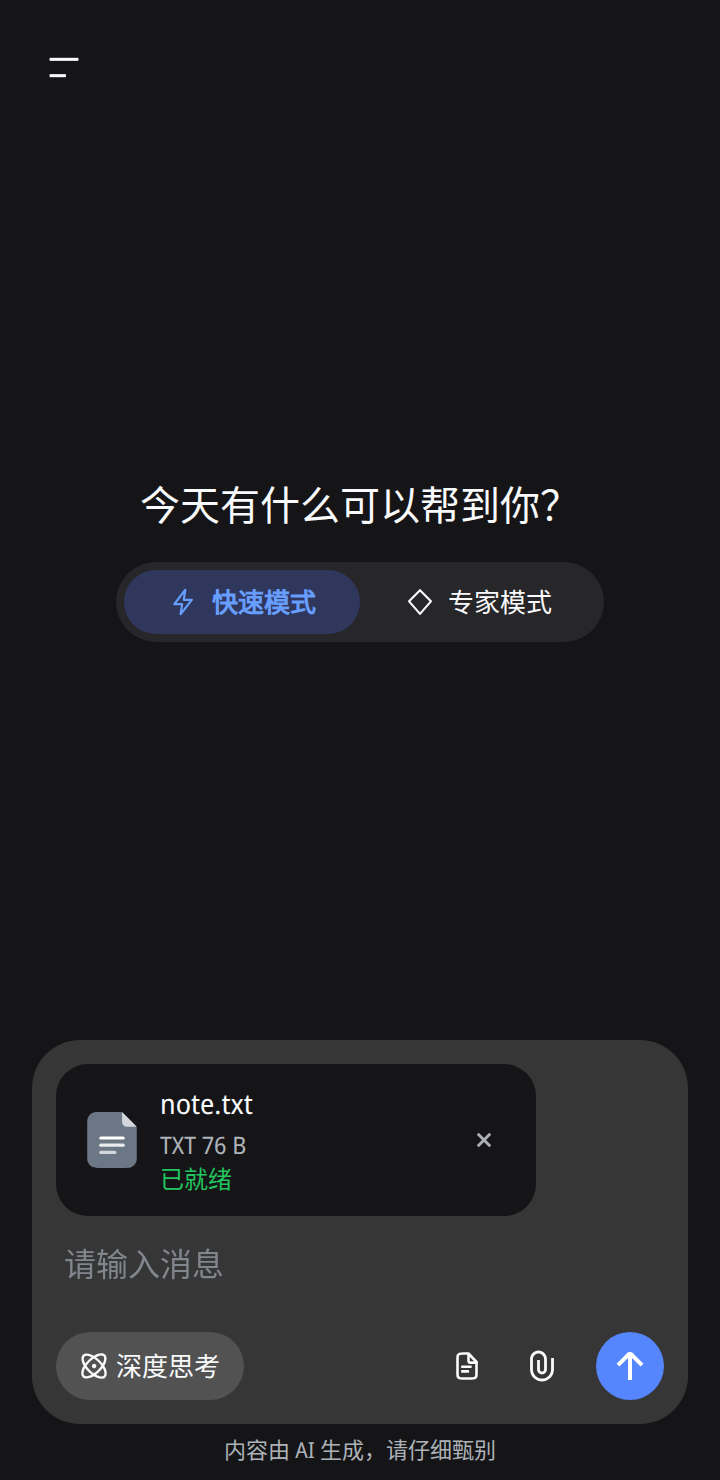 今天有什么可以帮到你？
快速模式
专家模式
note.txt
TXT 76 B
已就绪
请输入消息
深度思考
内容由 AI 生成，请仔细甄别